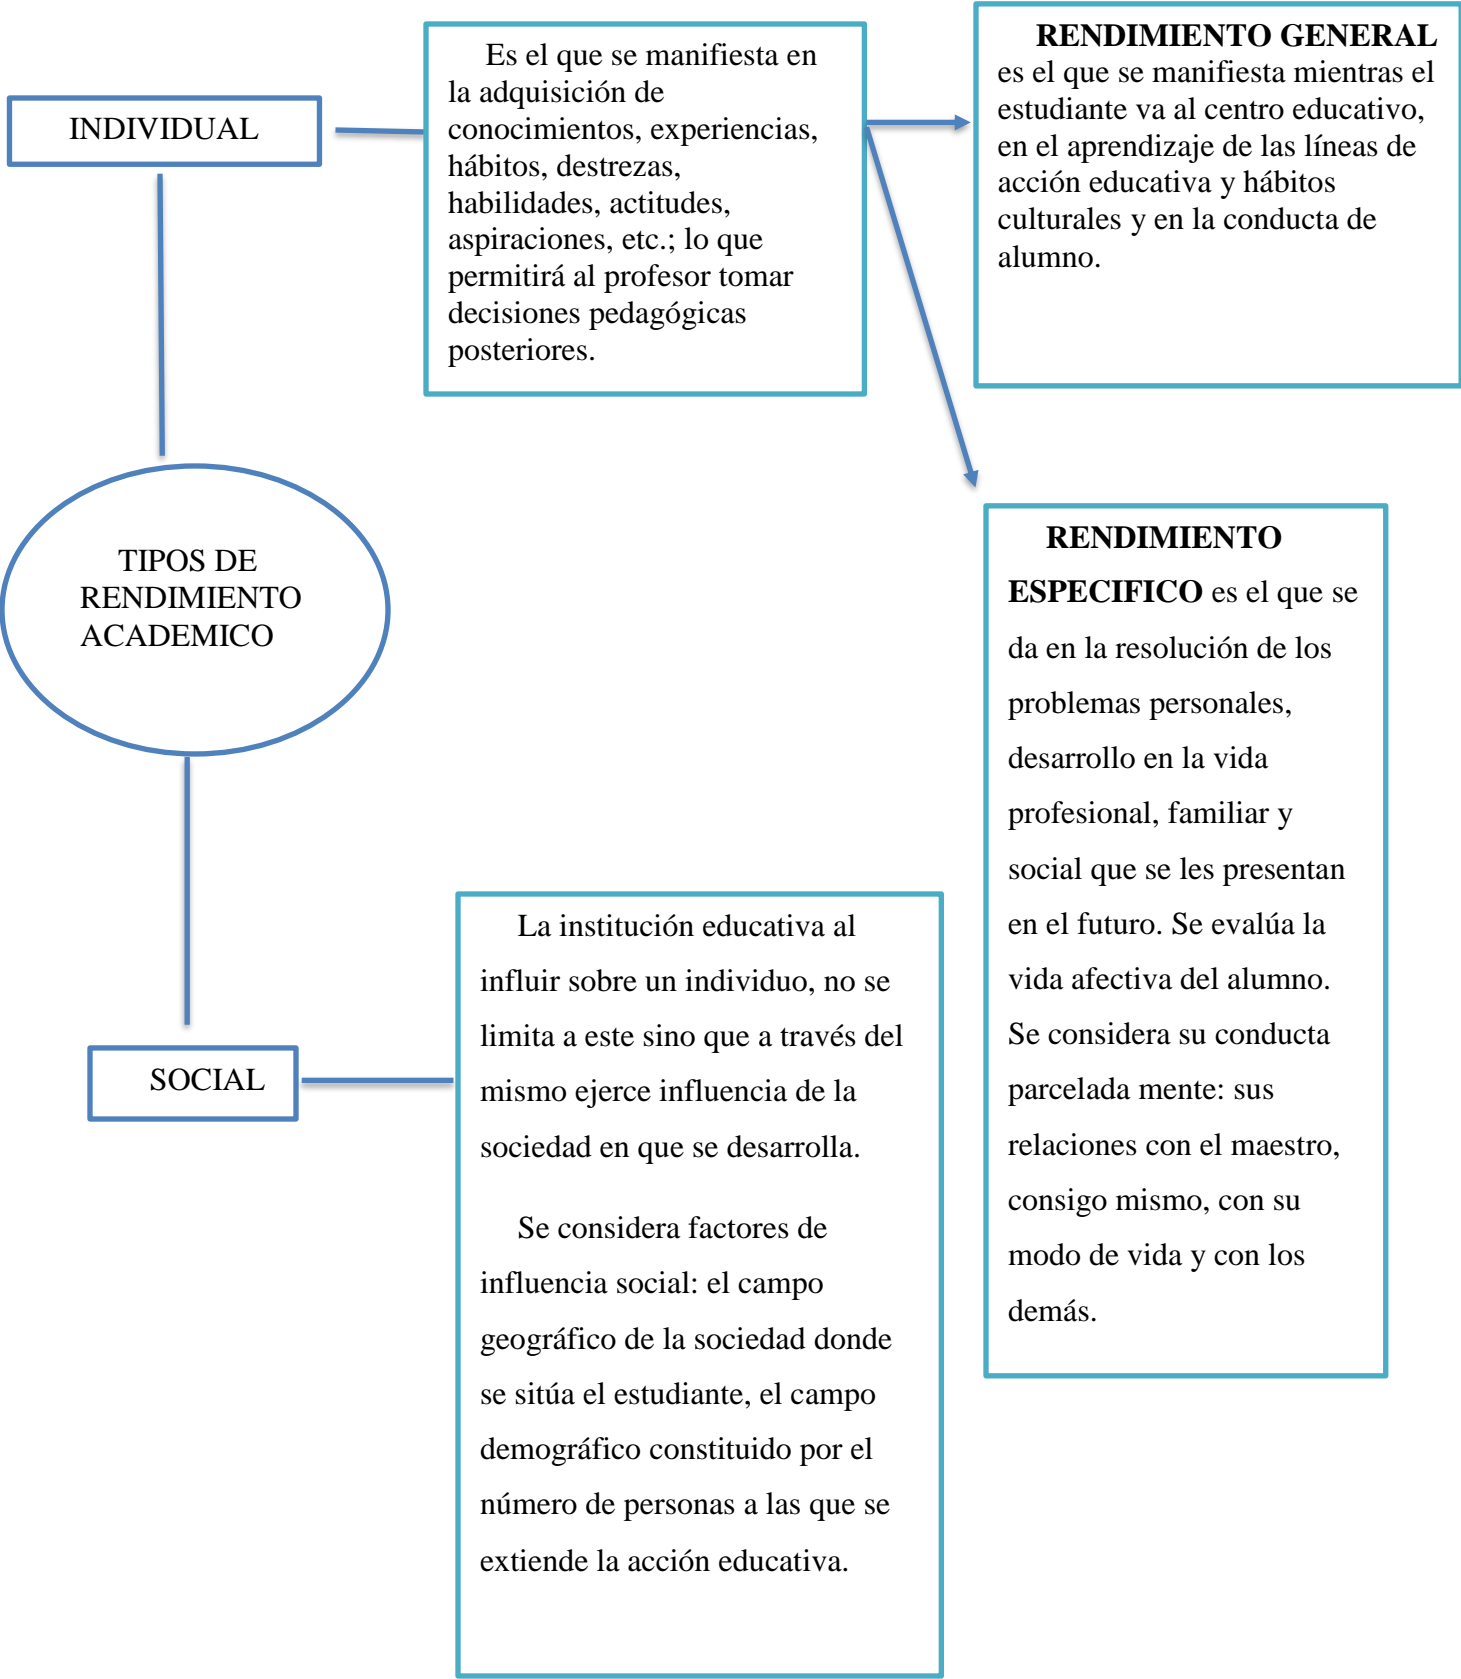 INDIVIDUAL
Es el que se manifiesta en
la adquisición de
conocimientos, experiencias,
hábitos, destrezas,
habilidades, actitudes,
aspiraciones, etc.; lo que
permitirá al profesor tomar
decisiones pedagógicas
posteriores.
RENDIMIENTO GENERAL
es el que se manifiesta mientras el
estudiante va al centro educativo,
en el aprendizaje de las líneas de
acción educativa y hábitos
culturales y en la conducta de
alumno.
TIPOS DE
RENDIMIENTO
ACADEMICO
RENDIMIENTO
ESPECIFICO es el que se
da en la resolución de los
problemas personales,
desarrollo en la vida
profesional, familiar y
social que se les presentan
en el futuro. Se evalúa la
vida afectiva del alumno.
Se considera su conducta
parcelada mente: sus
relaciones con el maestro,
consigo mismo, con su
modo de vida y con los
demás.
SOCIAL
La institución educativa al
influir sobre un individuo, no se
limita a este sino que a través del
mismo ejerce influencia de la
sociedad en que se desarrolla.
Se considera factores de
influencia social: el campo
geográfico de la sociedad donde
se sitúa el estudiante, el campo
demográfico constituido por el
número de personas a las que se
extiende la acción educativa.